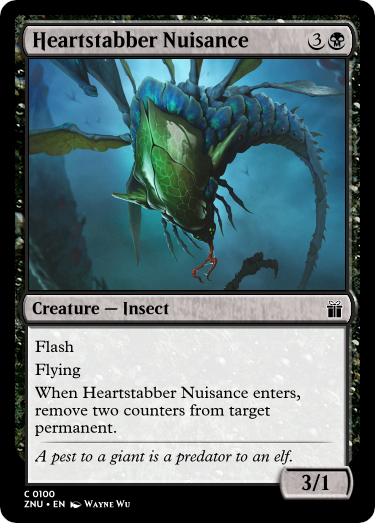 Heartstabber Nuisance 3
Creature — Insect
Flash
Flying
When Heartstabber Nuisance enters,
remove two counters from target
permanent.
A pest to a giant is a predator to an elf.
3/1
C 0100
ZNU • EN Wayne Wu